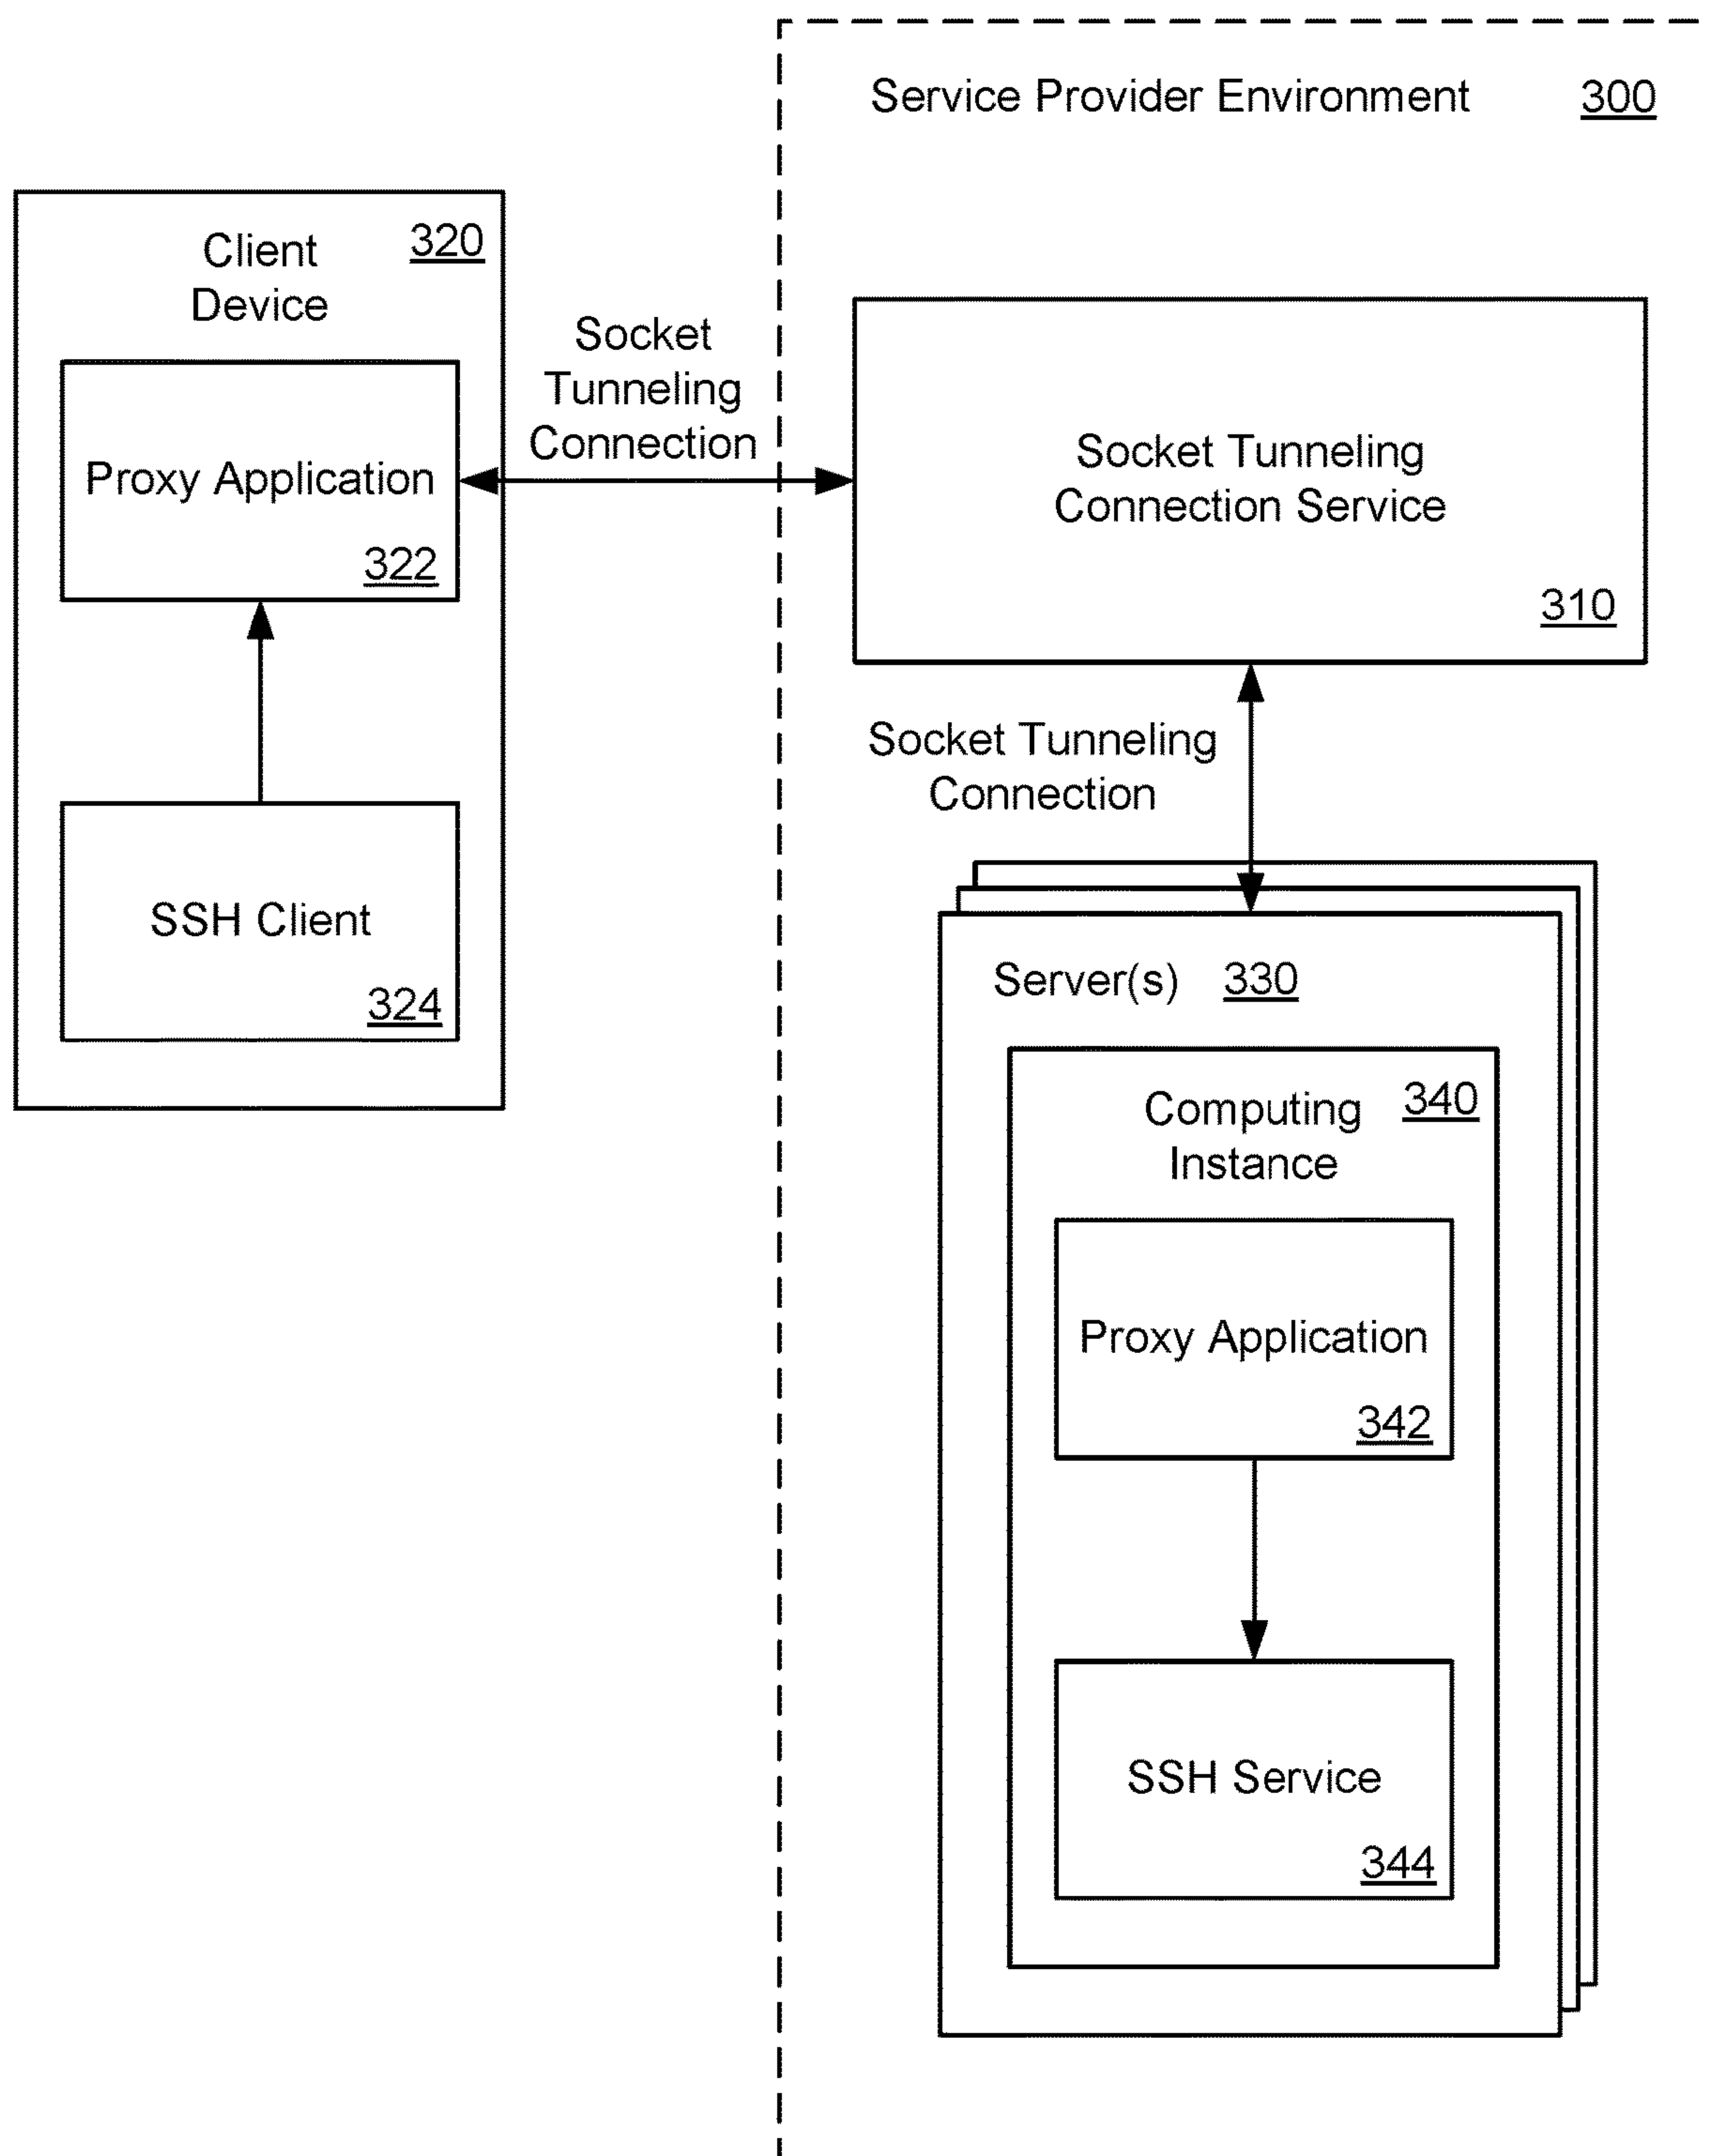 Service Provider Environment 300
Client 320
Device
Socket
Tunneling
Connection
Proxy Application
322
Socket Tunneling
Connection Service
310
Socket Tunneling
Connection
SSH Client
324
Server(s) 330
Computing 340
Instance
Proxy Application
342
SSH Service
344